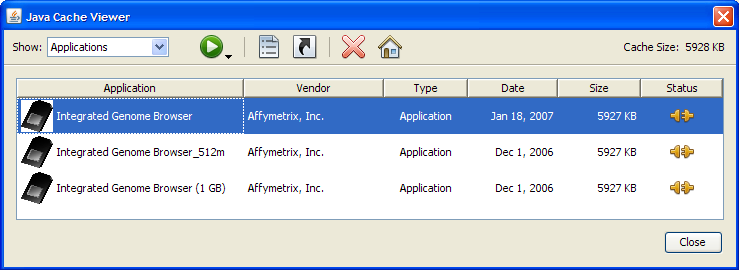 Java Cache Viewer
Show: Applications Cache Size: 5928 KB
Application Vendor Type Date Size Status
Integrated Genome Browser Affymetrix, Inc. Application Jan 18, 2007 5927 KB
Integrated Genome Browser_512m Affymetrix, Inc. Application Dec 1, 2006 5927 KB
Integrated Genome Browser (1 GB) Affymetrix, Inc. Application Dec 1, 2006 5927 KB
Close